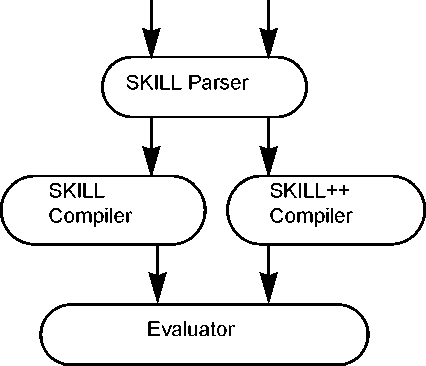 SKILL Parser
SKILL
Compiler
SKILL++
Compiler
Evaluator